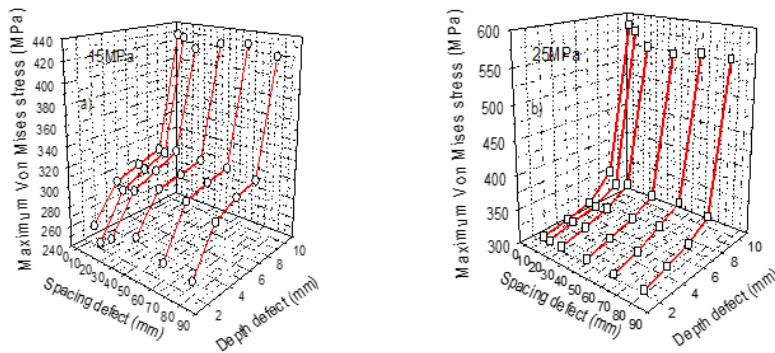 Maximum Von Mises stress (MPa)
440
420
400
380
360
340
320
300
280
260
240
15MPa
a)
0 10 20 30 40 50 60 70 80 90
Spacing defect (mm)
2 4 6 8 10
Depth defect (mm)
Maximum Von Mises stress (MPa)
600
550
500
450
400
350
300
25MPa
b)
0 10 20 30 40 50 60 70 80 90
Spacing defect (mm)
2 4 6 8 10
Depth defect (mm)